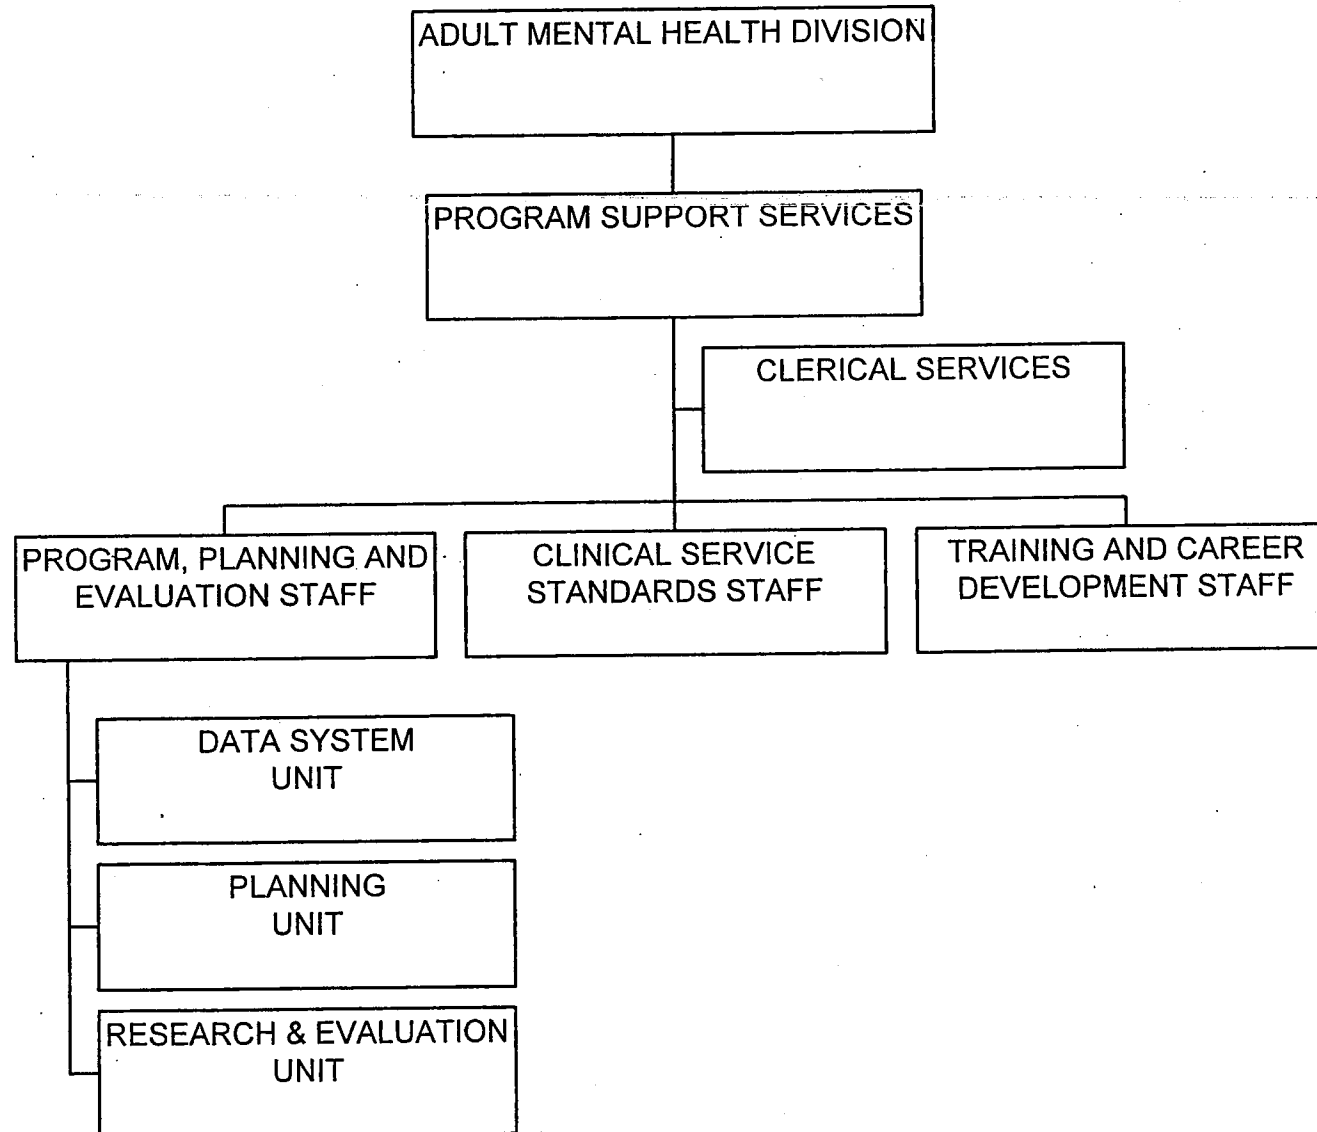 ADULT MENTAL HEALTH DIVISION
PROGRAM SUPPORT SERVICES
CLERICAL SERVICES
PROGRAM, PLANNING AND
EVALUATION STAFF
CLINICAL SERVICE
STANDARDS STAFF
TRAINING AND CAREER
DEVELOPMENT STAFF
DATA SYSTEM
UNIT
PLANNING
UNIT
RESEARCH & EVALUATION
UNIT